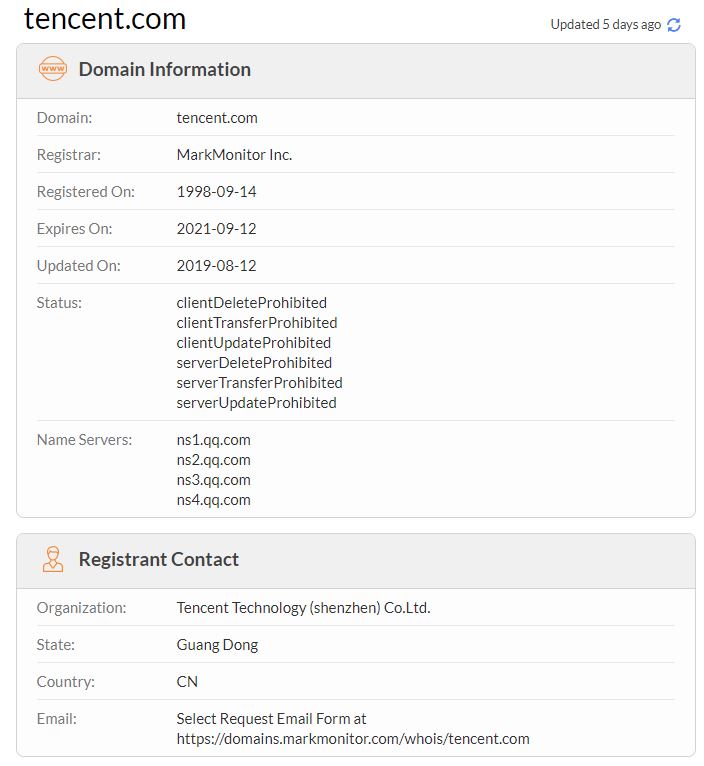 tencent.com
Updated 5 days ago
www
Domain Information
Domain: tencent.com
Registrar: MarkMonitor Inc.
Registered On: 1998-09-14
Expires On: 2021-09-12
Updated On: 2019-08-12
Status: clientDeleteProhibited
clientTransferProhibited
clientUpdateProhibited
serverDeleteProhibited
serverTransferProhibited
serverUpdateProhibited
Name Servers: ns1.qq.com
ns2.qq.com
ns3.qq.com
ns4.qq.com
Registrant Contact
Organization: Tencent Technology (shenzhen) Co.Ltd.
State: Guang Dong
Country: CN
Email: Select Request Email Form at
https://domains.markmonitor.com/whois/tencent.com